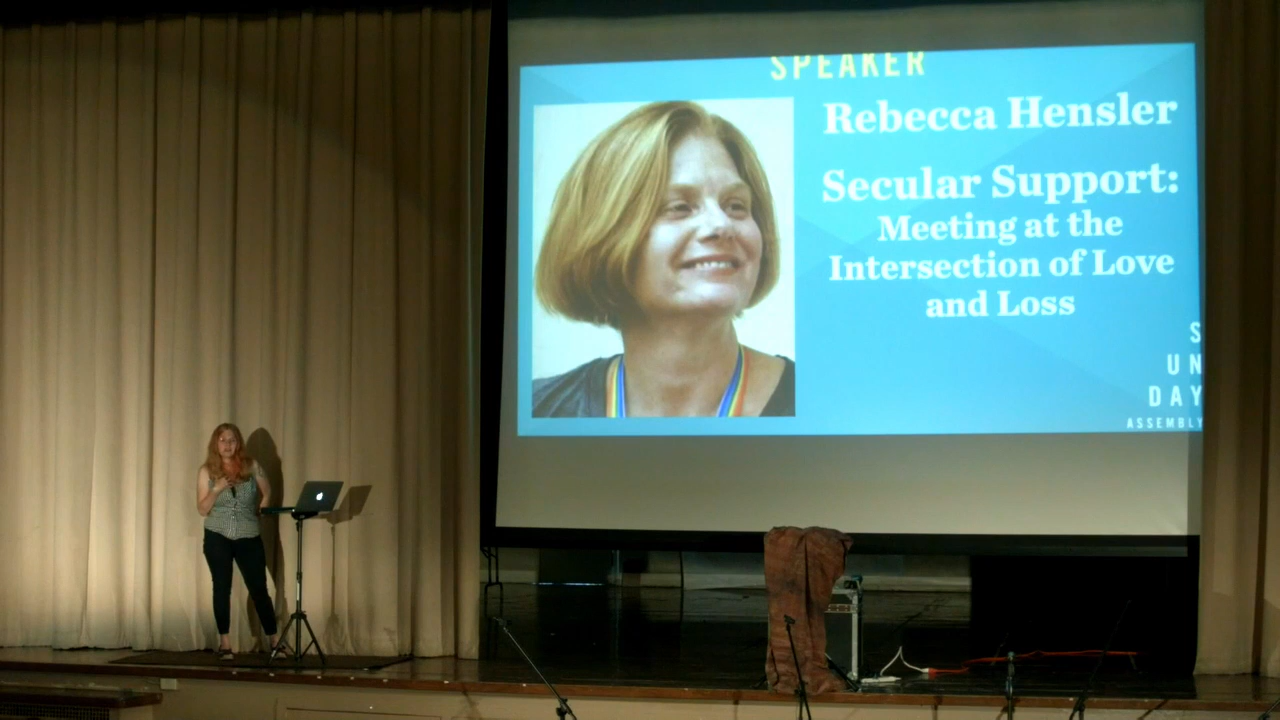 SPEAKER
Rebecca Hensler
Secular Support:
Meeting at the
Intersection of Love
and Loss
S
UN
DAY
ASSEMBLY